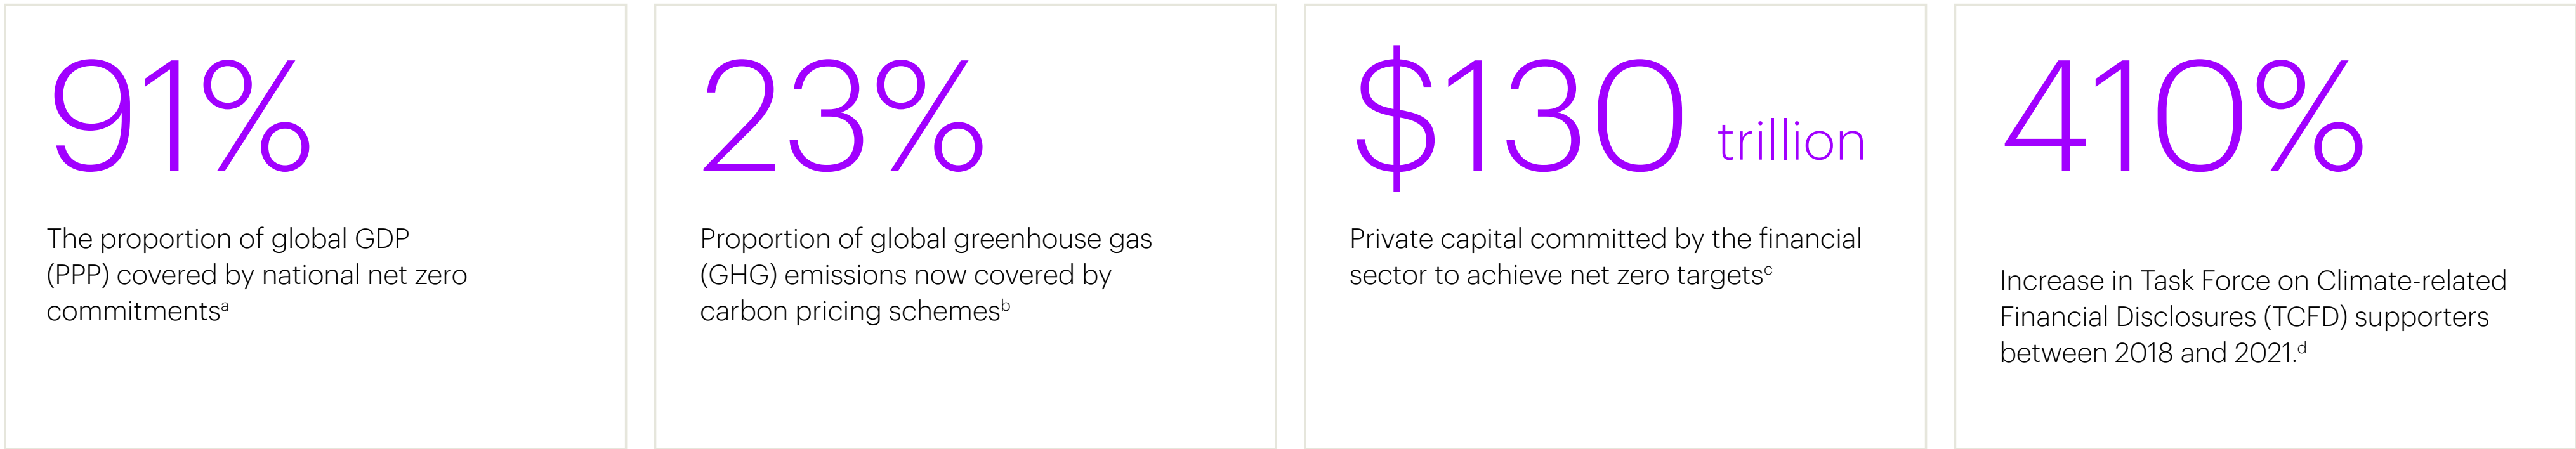 91%
The proportion of global GDP
(PPP) covered by national net zero
commitmentsᵃ
23%
Proportion of global greenhouse gas
(GHG) emissions now covered by
carbon pricing schemesᵇ
$130 trillion
Private capital committed by the financial
sector to achieve net zero targetsᶜ
410%
Increase in Task Force on Climate-related
Financial Disclosures (TCFD) supporters
between 2018 and 2021.ᵈ